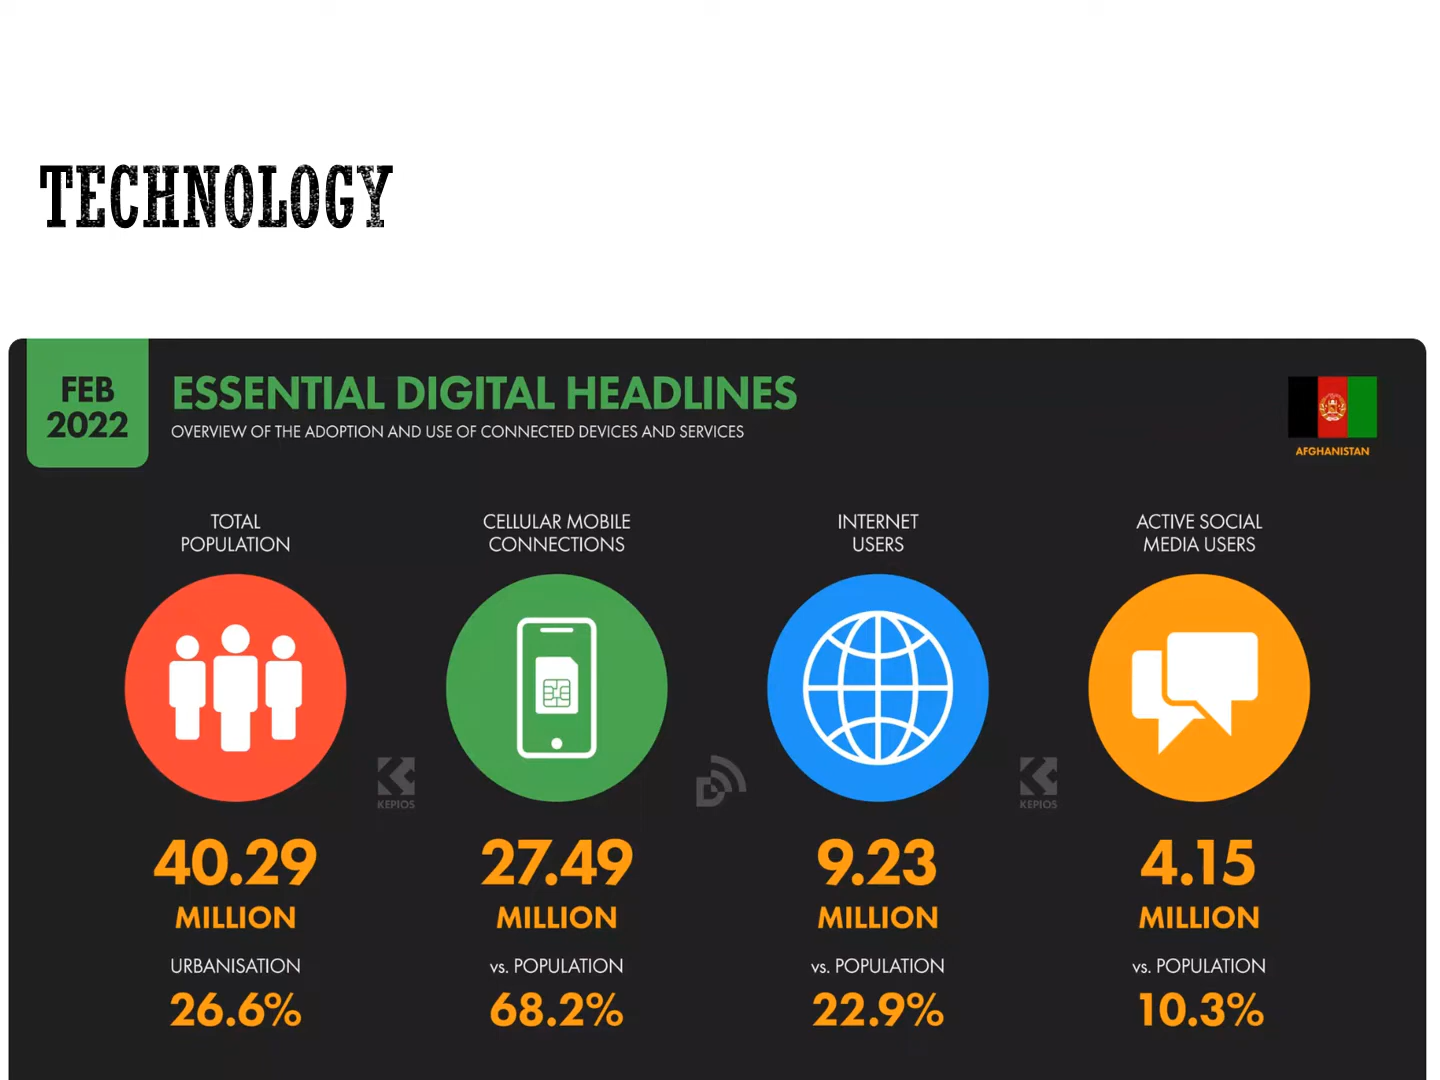 TECHNOLOGY
FEB
2022
ESSENTIAL DIGITAL HEADLINES
OVERVIEW OF THE ADOPTION AND USE OF CONNECTED DEVICES AND SERVICES
AFGHANISTAN
TOTAL
POPULATION
CELLULAR MOBILE
CONNECTIONS
INTERNET
USERS
ACTIVE SOCIAL
MEDIA USERS
KEPIOS
KEPIOS
40.29
MILLION
URBANISATION
26.6%
27.49
MILLION
vs. POPULATION
68.2%
9.23
MILLION
vs. POPULATION
22.9%
4.15
MILLION
vs. POPULATION
10.3%